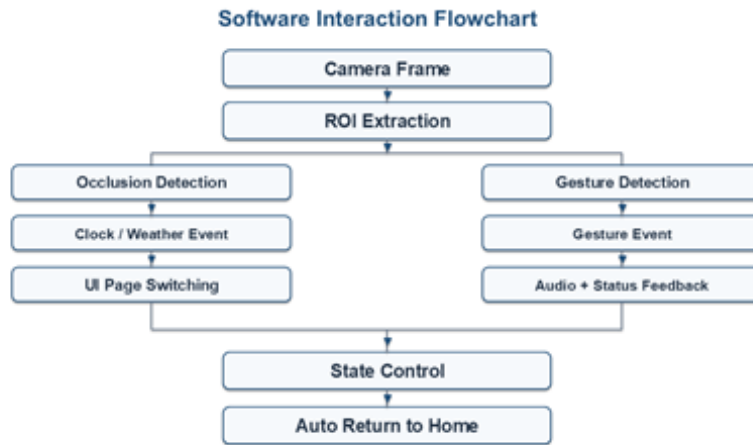 Software Interaction Flowchart
Camera Frame
ROI Extraction
Occlusion Detection
Gesture Detection
Clock / Weather Event
Gesture Event
UI Page Switching
Audio + Status Feedback
State Control
Auto Return to Home